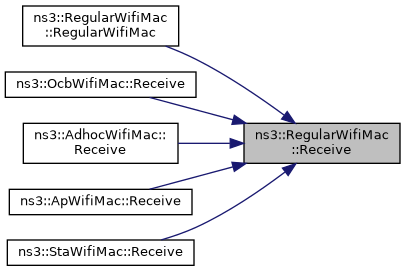 ns3::RegularWifiMac
::RegularWifiMac
ns3::OcbWifiMac::Receive
ns3::AdhocWifiMac::
Receive
ns3::ApWifiMac::Receive
ns3::StaWifiMac::Receive
ns3::RegularWifiMac
::Receive